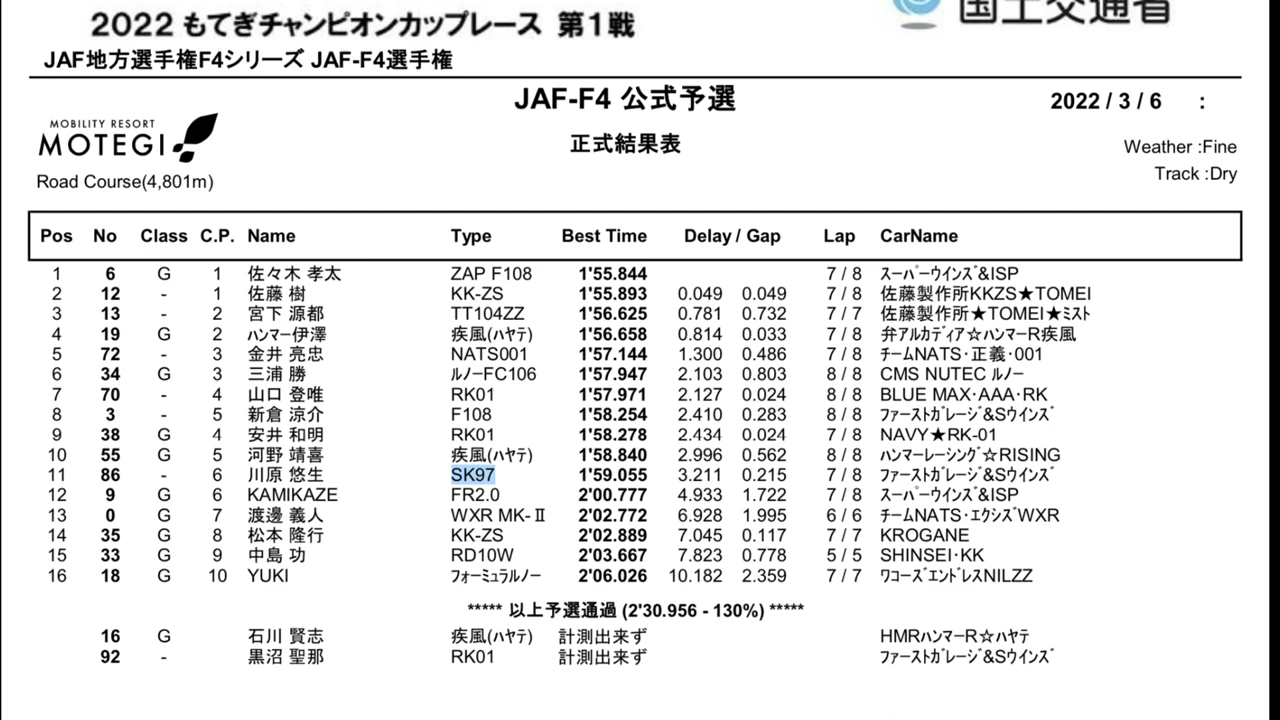 2022 もてぎチャンピオンカップレース 第1戦
国土交通省
JAF地方選手権F4シリーズ JAF-F4選手権
JAF-F4 公式予選
2022 / 3 / 6 :
MOBILITY RESORT
MOTEGI
正式結果表
Weather :Fine
Road Course(4,801m)
Track :Dry
Pos No Class C.P. Name Type Best Time Delay / Gap Lap CarName
1 6 G 1 佐々木 孝太 ZAP F108 1'55.844 7 / 8 ｽｰﾊﾟｰウインズ&ISP
2 12 - 1 佐藤 樹 KK-ZS 1'55.893 0.049 0.049 7 / 8 佐藤製作所KKZS★TOMEI
3 13 - 2 宮下 源都 TT104ZZ 1'56.625 0.781 0.732 7 / 7 佐藤製作所★TOMEI★ﾐｽﾄ
4 19 G 2 ﾊﾝﾏｰ伊澤 疾風(ﾊﾔﾃ) 1'56.658 0.814 0.033 7 / 8 弁ｱﾙｶﾃﾞｨｱ☆ﾊﾝﾏｰR疾風
5 72 - 3 金井 亮忠 NATS001 1'57.144 1.300 0.486 7 / 8 ﾁｰﾑNATS･正義･001
6 34 G 3 三浦 勝 ﾙﾉｰFC106 1'57.947 2.103 0.803 8 / 8 CMS NUTEC ﾙﾉｰ
7 70 - 4 山口 登唯 RK01 1'57.971 2.127 0.024 8 / 8 BLUE MAX･AAA･RK
8 3 - 5 新倉 涼介 F108 1'58.254 2.410 0.283 8 / 8 ﾌｧｰｽﾄｶﾞﾚｰｼﾞ&Sｳｲﾝｽﾞ
9 38 G 4 安井 和明 RK01 1'58.278 2.434 0.024 7 / 8 NAVY★RK-01
10 55 G 5 河野 靖喜 疾風(ﾊﾔﾃ) 1'58.840 2.996 0.562 8 / 8 ﾊﾝﾏｰﾚｰｼﾝｸﾞ☆RISING
11 86 - 6 川原 悠生 SK97 1'59.055 3.211 0.215 7 / 8 ﾌｧｰｽﾄｶﾞﾚｰｼﾞ&Sｳｲﾝｽﾞ
12 9 G 6 KAMIKAZE FR2.0 2'00.777 4.933 1.722 7 / 8 ｽｰﾊﾟｰｳｲﾝｽﾞ&ISP
13 0 G 7 渡邊 義人 WXR MK-Ⅱ 2'02.772 6.928 1.995 6 / 6 ﾁｰﾑNATS･ｴｸｼｽﾞWXR
14 35 G 8 松本 隆行 KK-ZS 2'02.889 7.045 0.117 7 / 7 KROGANE
15 33 G 9 中島 功 RD10W 2'03.667 7.823 0.778 5 / 5 SHINSEI･KK
16 18 G 10 YUKI ﾌｫｰﾐｭﾗﾙﾉｰ 2'06.026 10.182 2.359 7 / 7 ﾜｺｰｽﾞｴﾝﾄﾞﾚｽNILZZ
***** 以上予選通過 (2'30.956 - 130%) *****
16 G 石川 賢志 疾風(ﾊﾔﾃ) 計測出来ず HMRﾊﾝﾏｰR☆ﾊﾔﾃ
92 - 黒沼 聖那 RK01 計測出来ず ﾌｧｰｽﾄｶﾞﾚｰｼﾞ&Sｳｲﾝｽﾞ